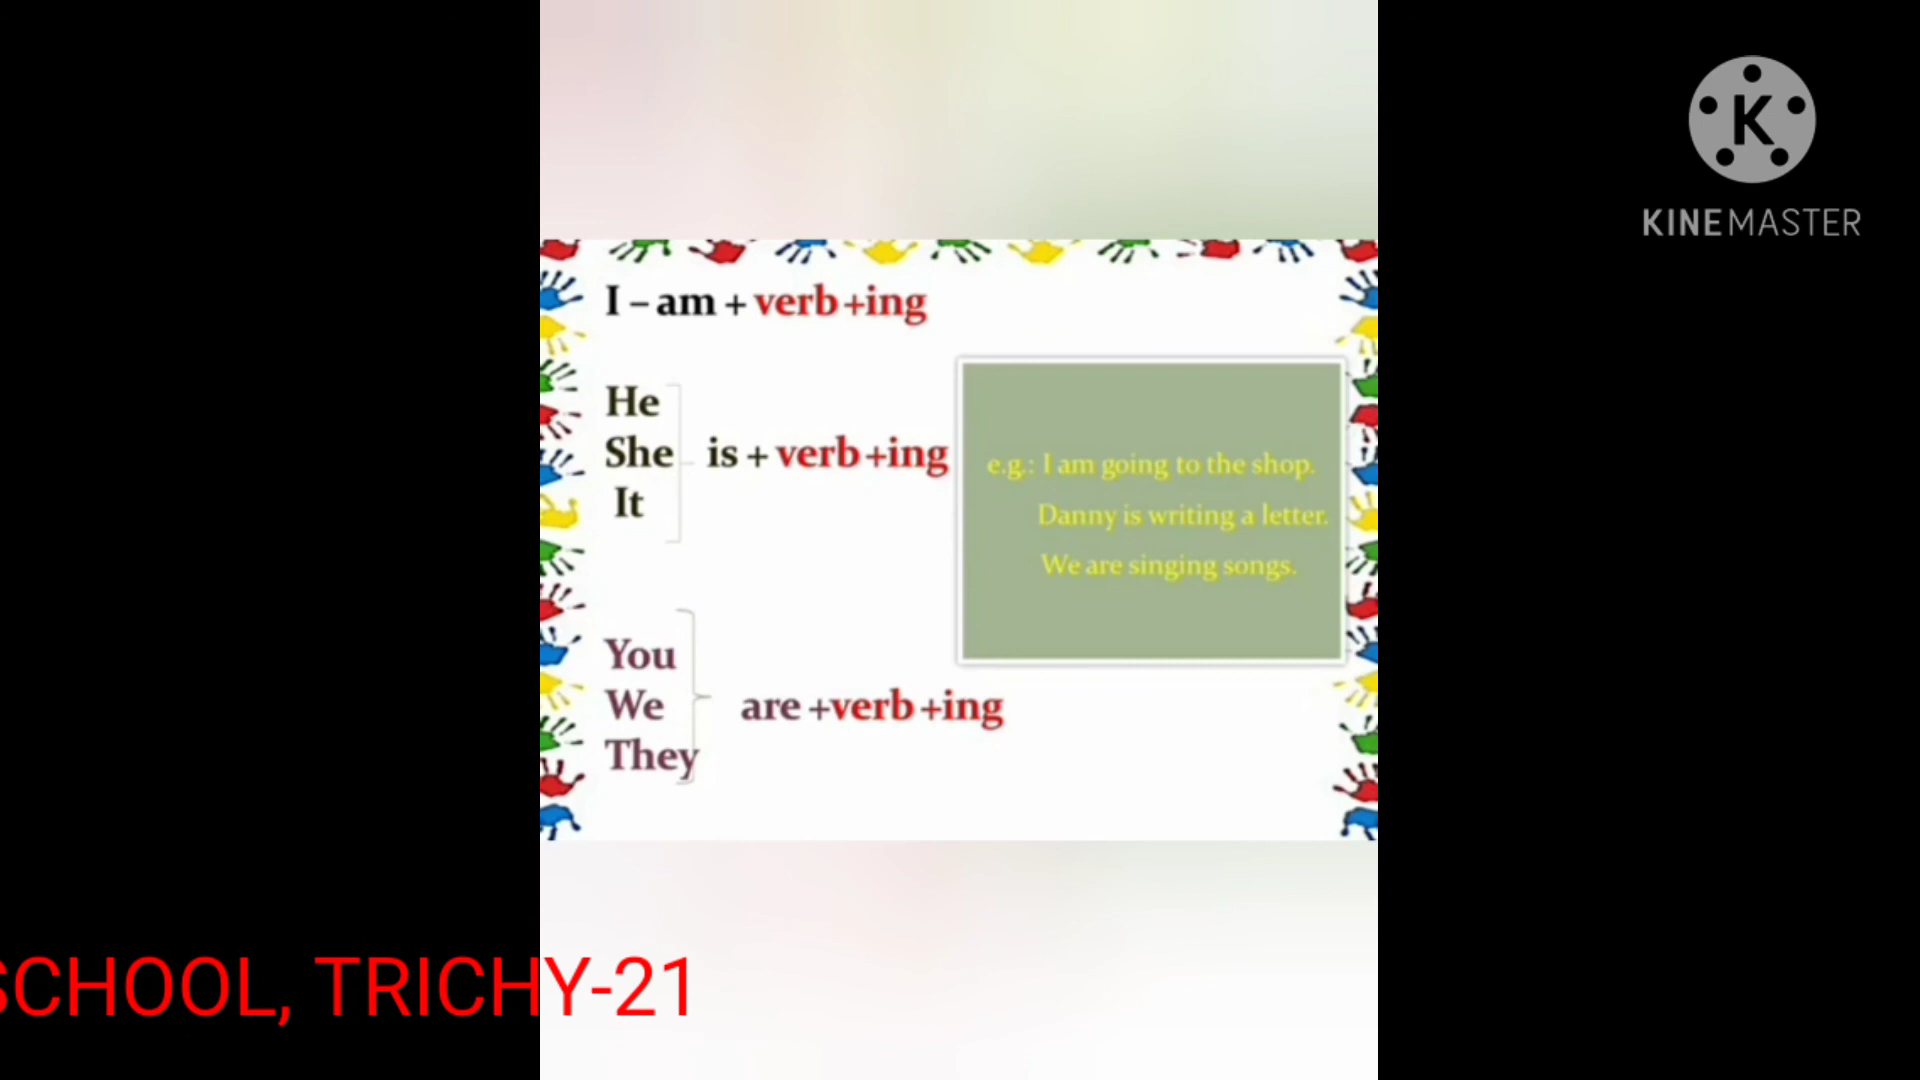 K
KINEMASTER
I – am + verb +ing
He
She is + verb +ing
It
e.g.: I am going to the shop.
Danny is writing a letter.
We are singing songs.
You
We are +verb +ing
They
SCHOOL, TRICHY-21